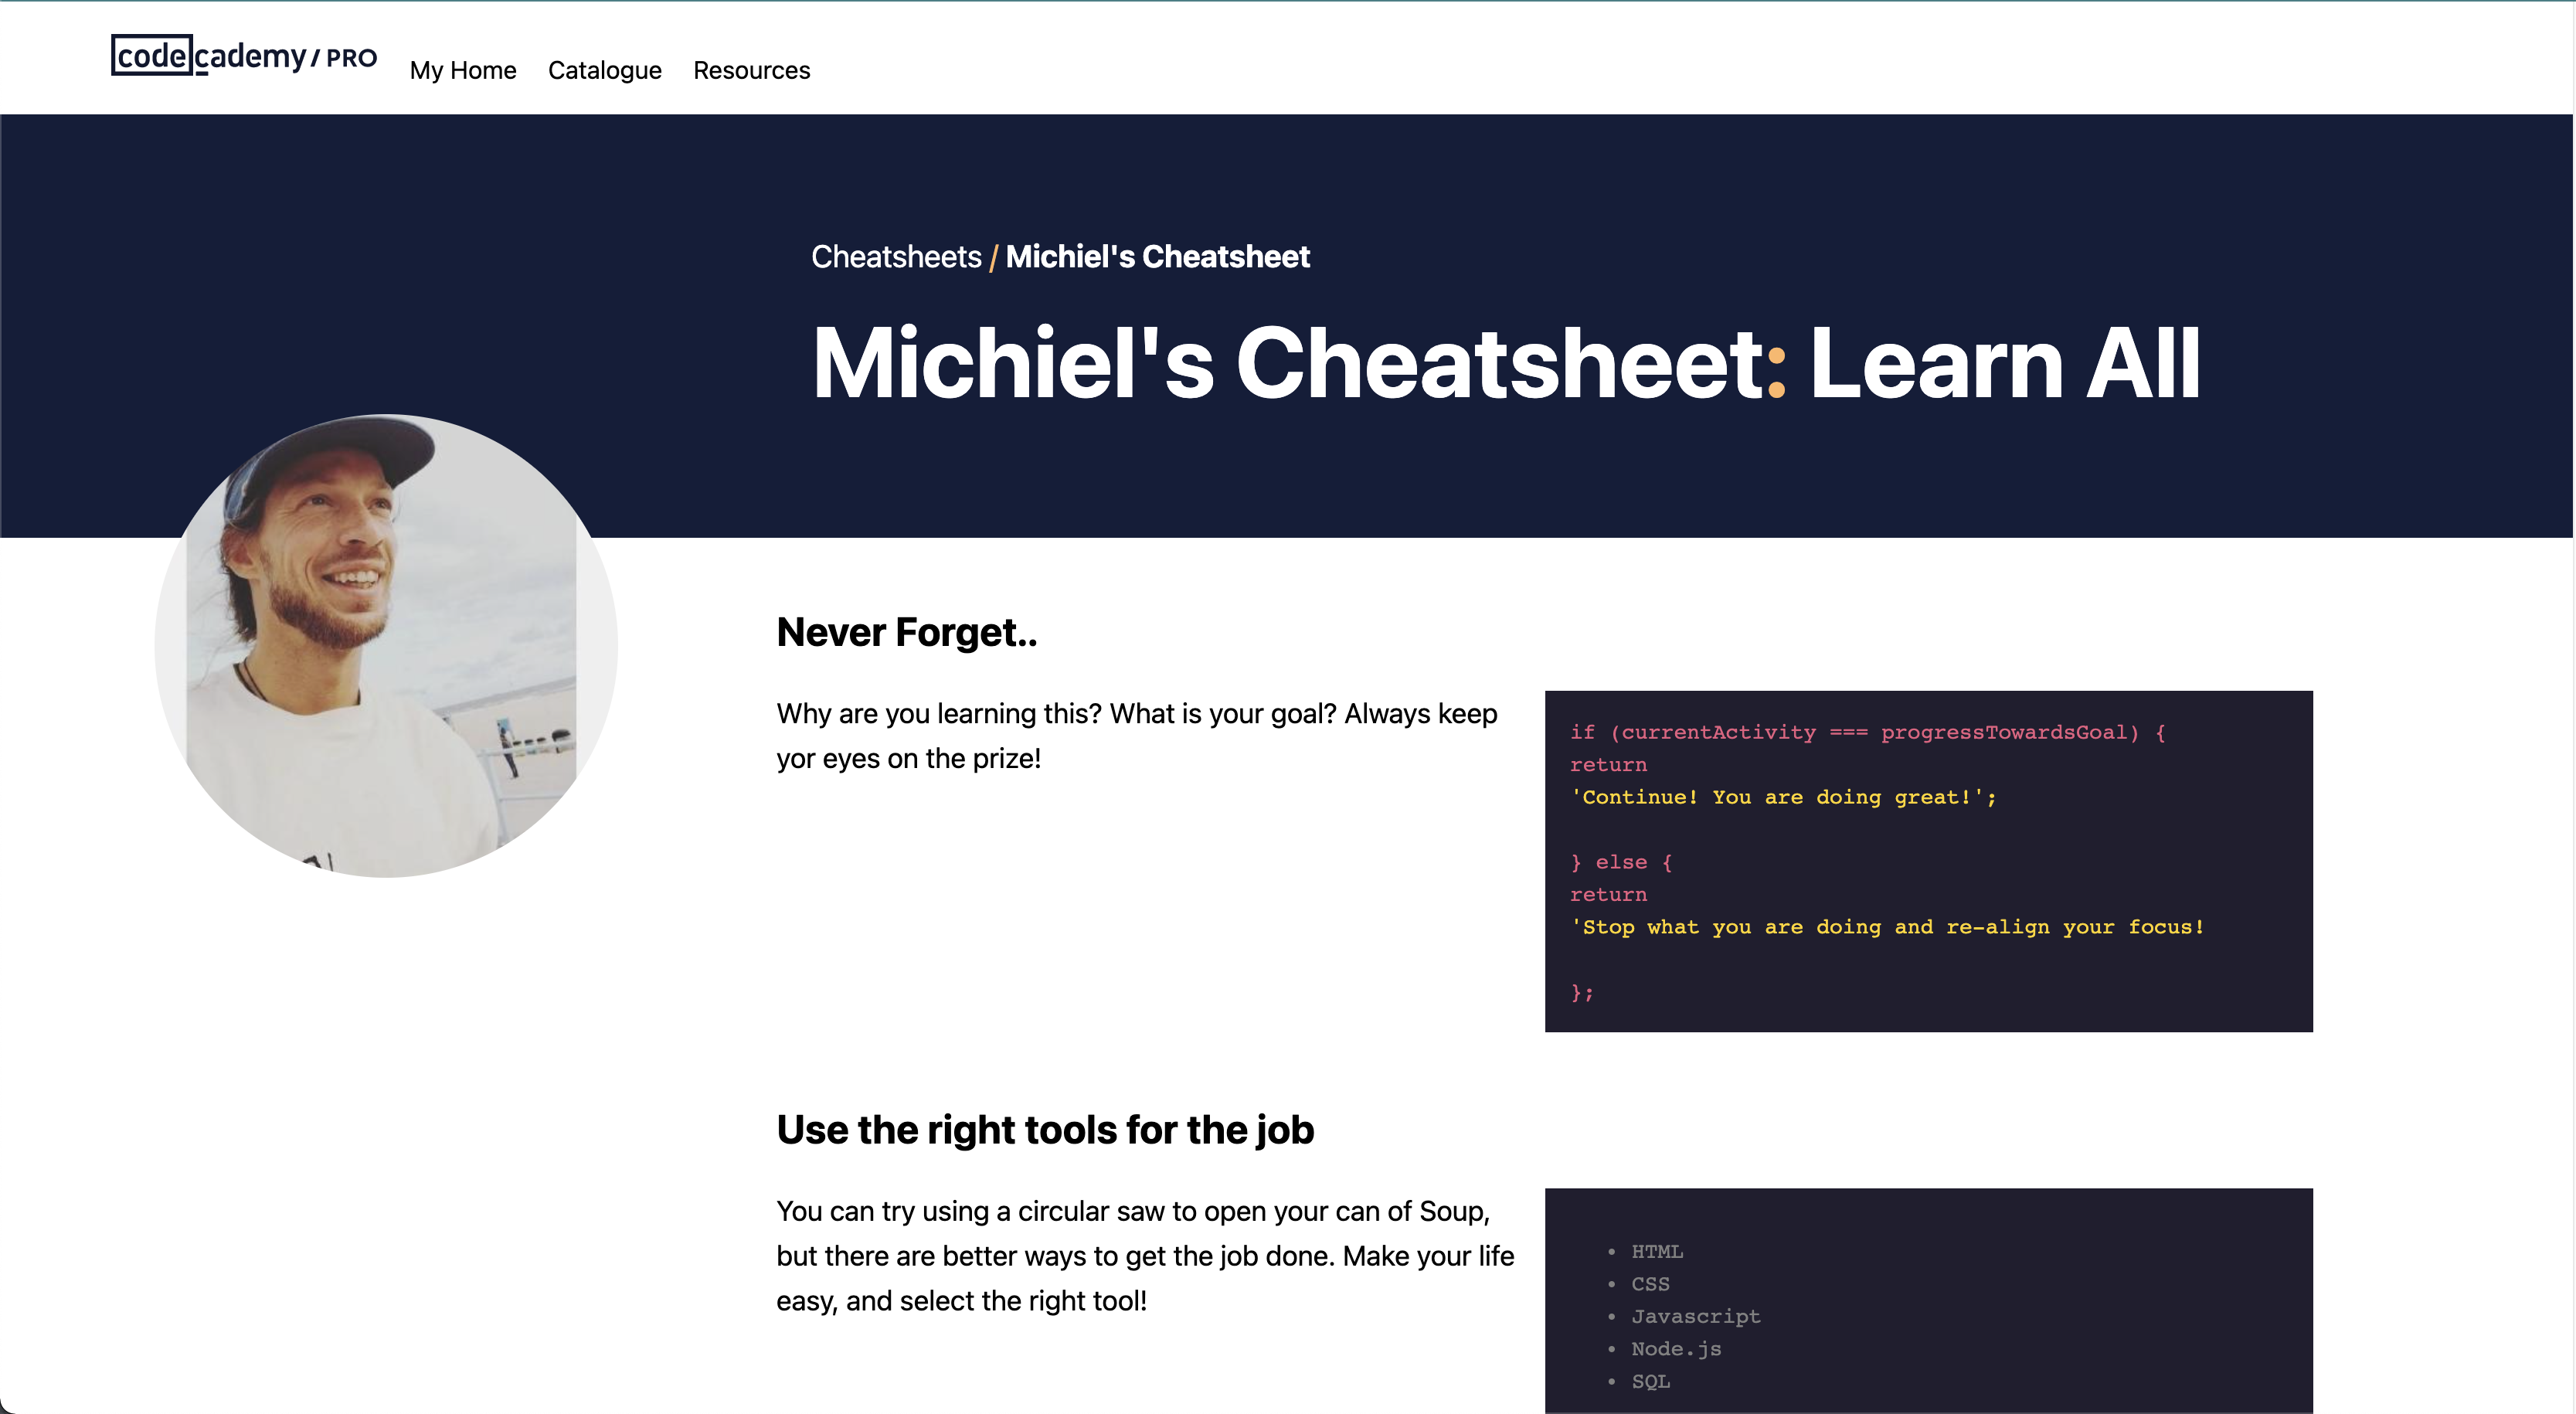 codecademy/PRO My Home Catalogue Resources
Cheatsheets / Michiel's Cheatsheet
Michiel's Cheatsheet: Learn All
Never Forget..
Why are you learning this? What is your goal? Always keep
yor eyes on the prize!
if (currentActivity === progressTowardsGoal) {
return
'Continue! You are doing great!';
} else {
return
'Stop what you are doing and re-align your focus!
};
Use the right tools for the job
You can try using a circular saw to open your can of Soup,
but there are better ways to get the job done. Make your life
easy, and select the right tool!
• HTML
• CSS
• Javascript
• Node.js
• SQL